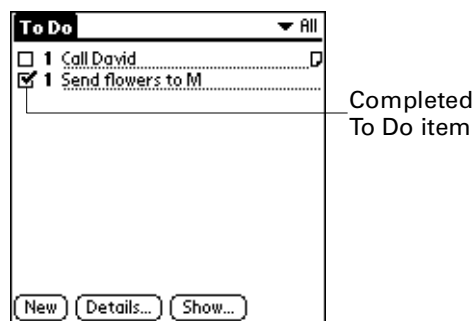 To Do
All
1 Call David
1 Send flowers to M
Completed
To Do item
New Details... Show...